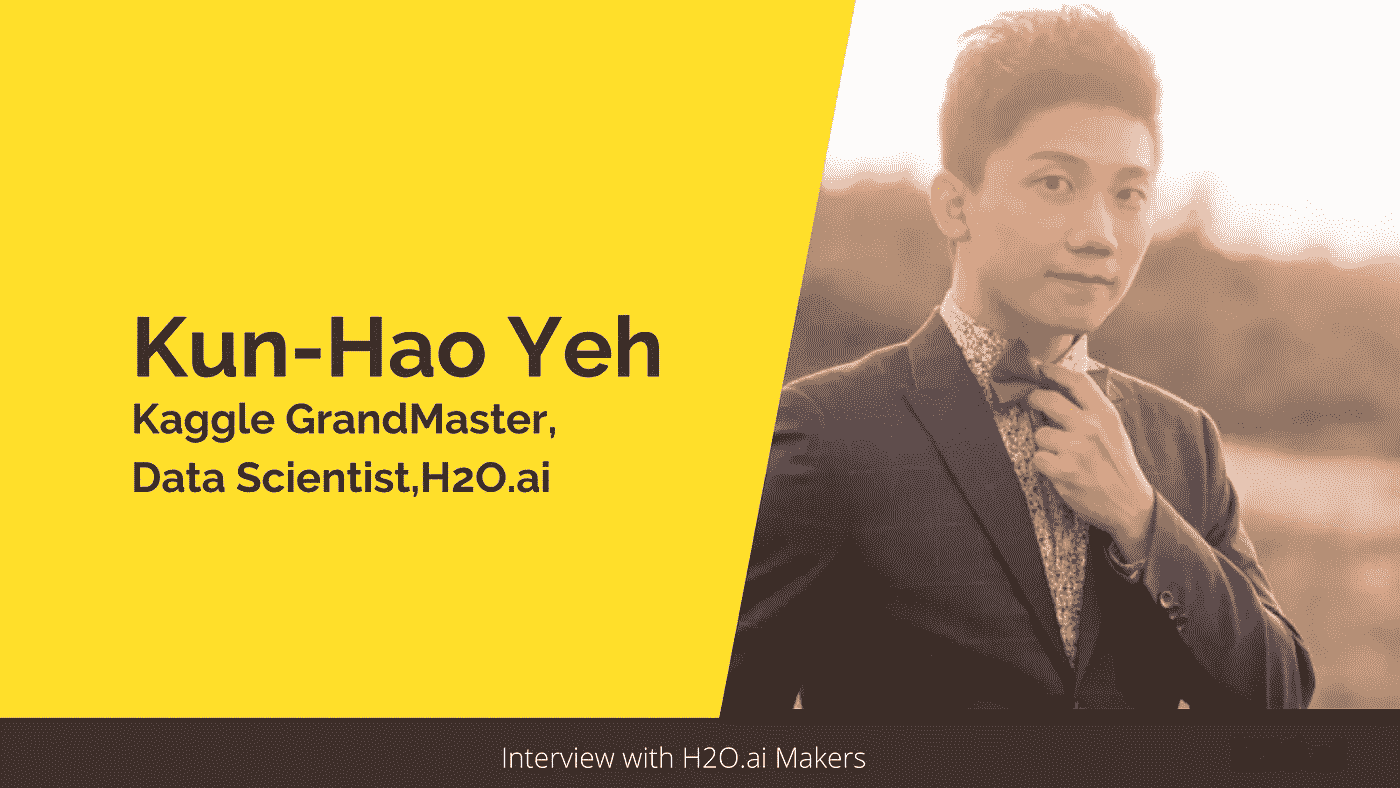 Kun-Hao Yeh
Kaggle GrandMaster,
Data Scientist,H2O.ai
Interview with H2O.ai Makers